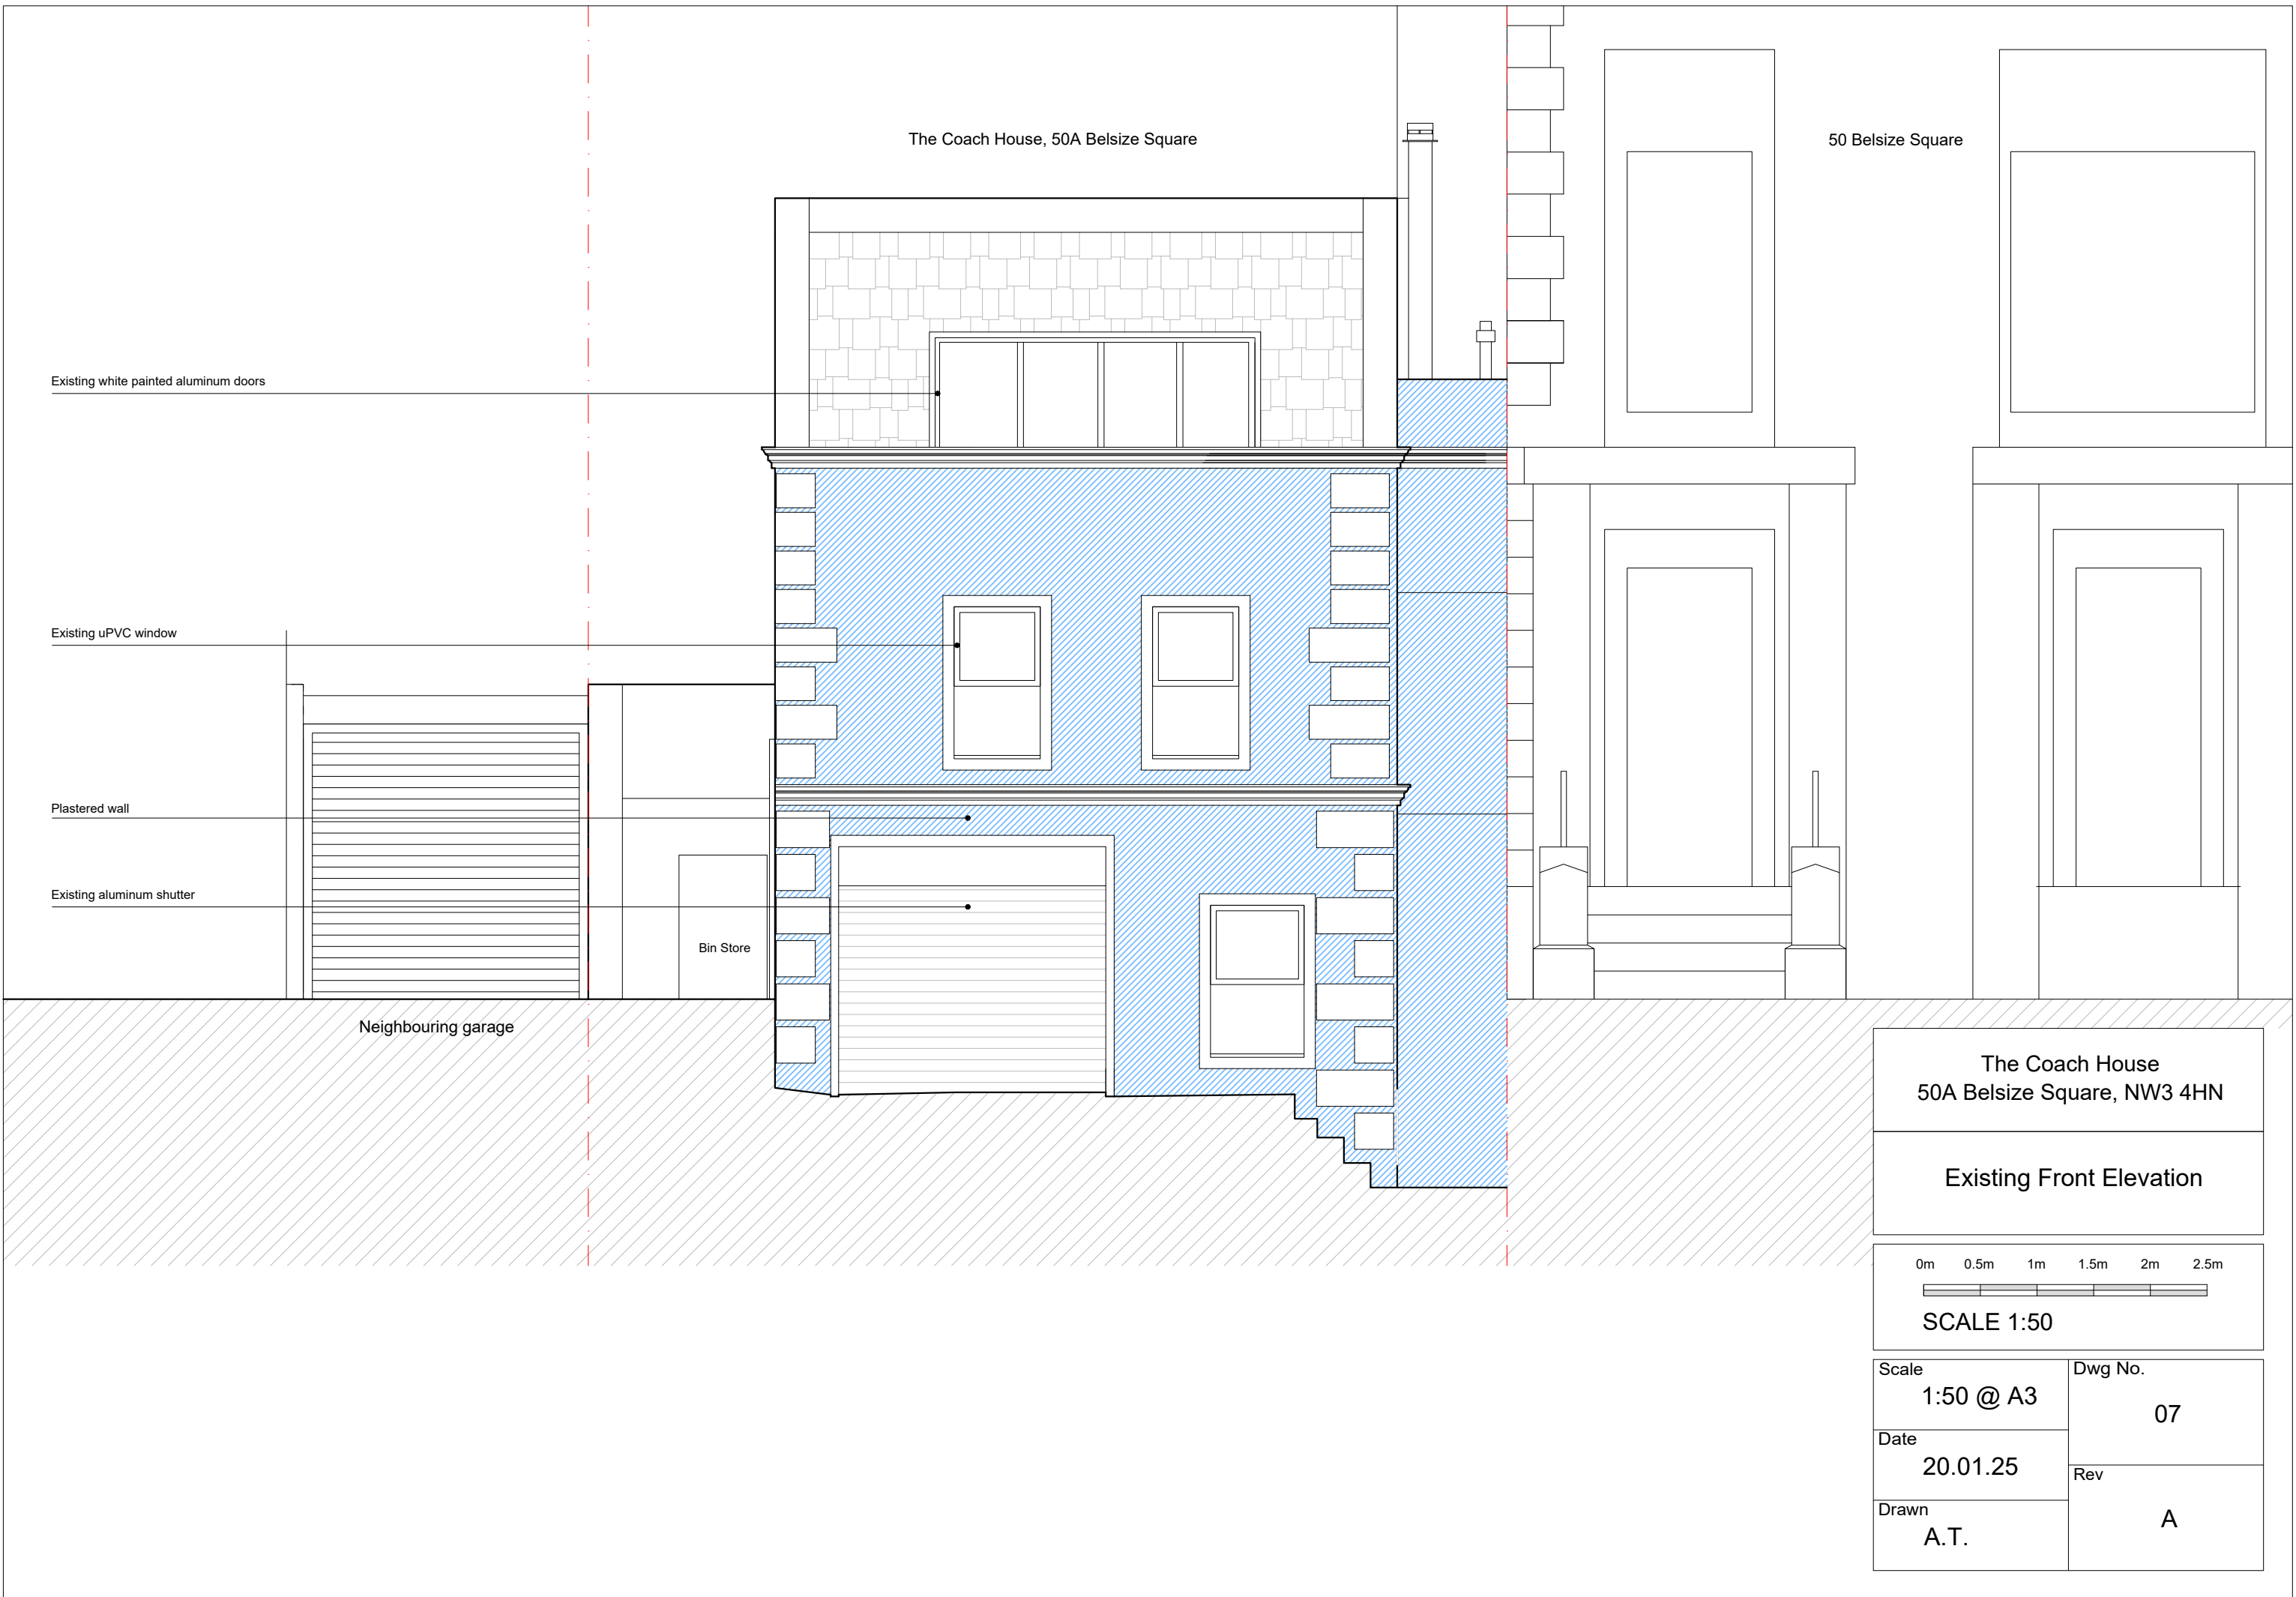 The Coach House, 50A Belsize Square
50 Belsize Square
Existing white painted aluminum doors
Existing uPVC window
Plastered wall
Existing aluminum shutter
Bin Store
Neighbouring garage
The Coach House
50A Belsize Square, NW3 4HN
Existing Front Elevation
0m 0.5m 1m 1.5m 2m 2.5m
SCALE 1:50
Scale
1:50 @ A3
Dwg No.
07
Date
20.01.25
Rev
A
Drawn
A.T.